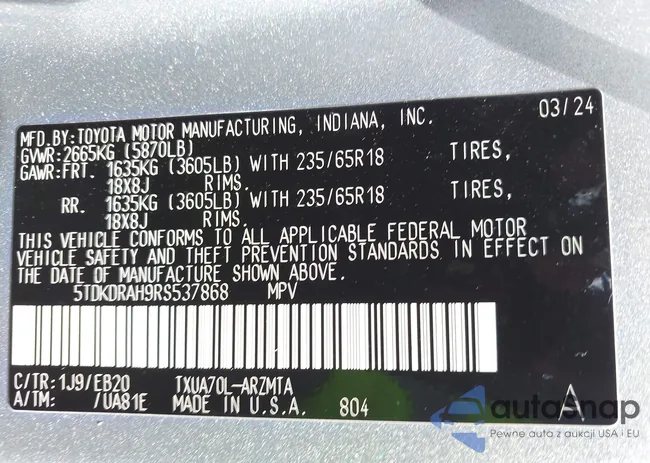 03/24
MFD.BY:TOYOTA MOTOR MANUFACTURING, INDIANA, INC.
GVWR:2665KG (5870LB)
GAWR:FRT. 1635KG (3605LB) WITH 235/65R18 TIRES,
18X8J RIMS.
RR. 1635KG (3605LB) WITH 235/65R18 TIRES,
18X8J RIMS.
THIS VEHICLE CONFORMS TO ALL APPLICABLE FEDERAL MOTOR
VEHICLE SAFETY AND THEFT PREVENTION STANDARDS IN EFFECT ON
THE DATE OF MANUFACTURE SHOWN ABOVE.
5TDKDRAH9RS537868 MPV
C/TR: 1J9/EB20 TXUA70L-ARZMTA
A/TM: /UA81E MADE IN U.S.A. 804 A
autosnap
Pewne auta z aukcji USA i EU